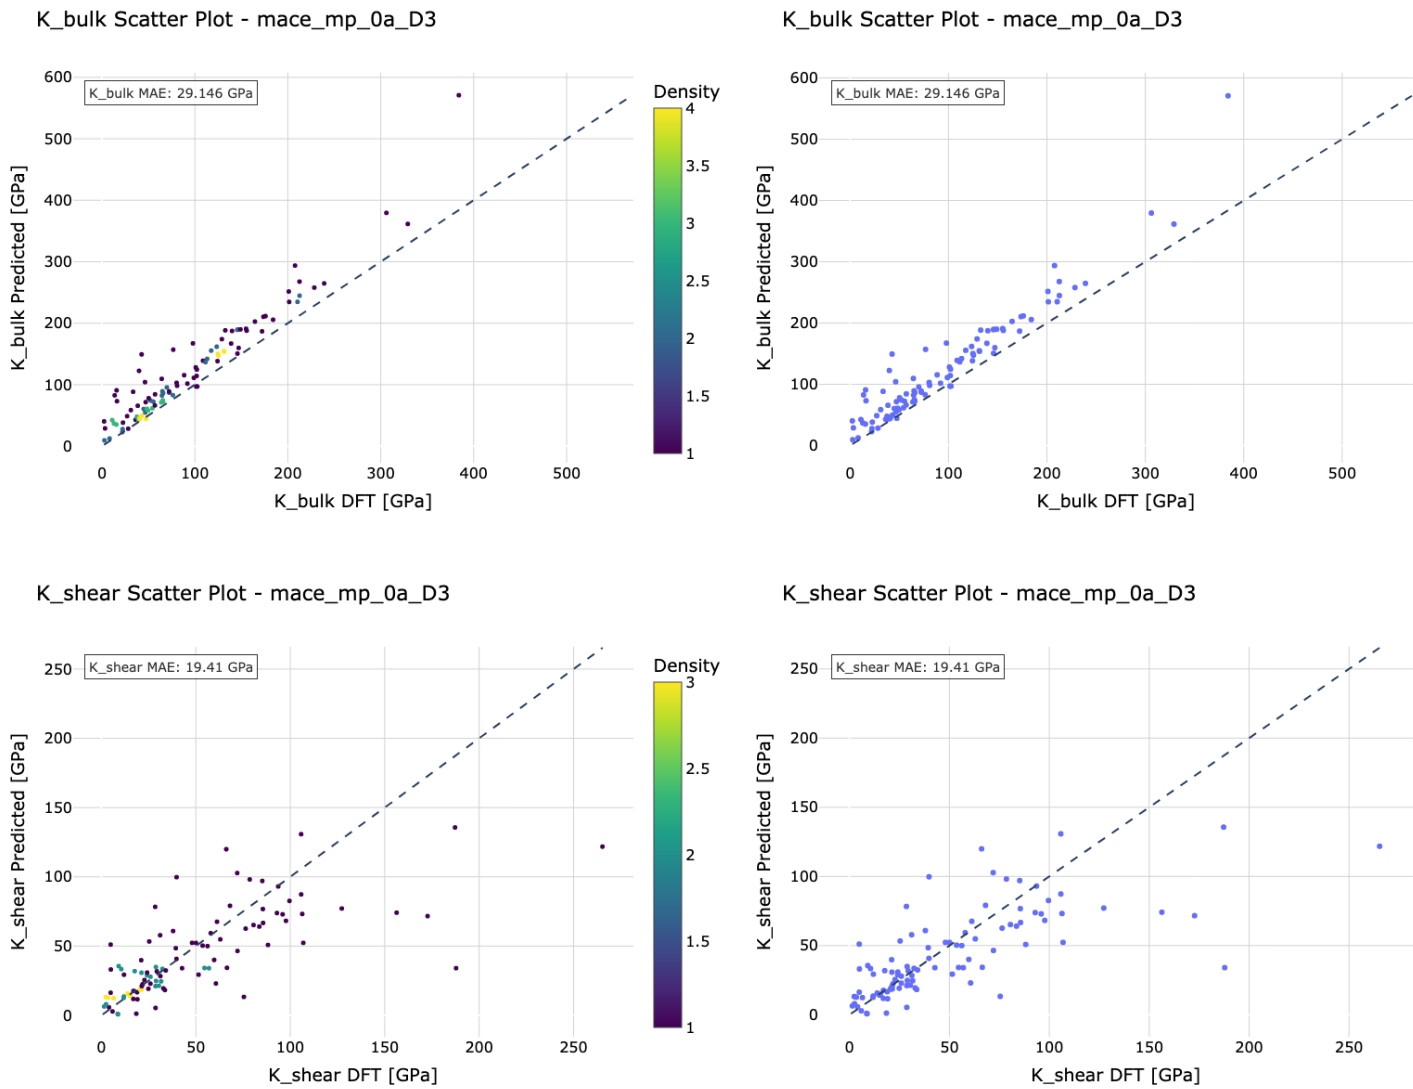 K_bulk Scatter Plot - mace_mp_0a_D3
K_bulk MAE: 29.146 GPa
600
500
400
300
200
100
0
K_bulk Predicted [GPa]
0 100 200 300 400 500
K_bulk DFT [GPa]
Density
4
3.5
3
2.5
2
1.5
1
K_bulk Scatter Plot - mace_mp_0a_D3
K_bulk MAE: 29.146 GPa
600
500
400
300
200
100
0
K_bulk Predicted [GPa]
0 100 200 300 400 500
K_bulk DFT [GPa]
K_shear Scatter Plot - mace_mp_0a_D3
K_shear MAE: 19.41 GPa
250
200
150
100
50
0
K_shear Predicted [GPa]
0 50 100 150 200 250
K_shear DFT [GPa]
Density
3
2.5
2
1.5
1
K_shear Scatter Plot - mace_mp_0a_D3
K_shear MAE: 19.41 GPa
250
200
150
100
50
0
K_shear Predicted [GPa]
0 50 100 150 200 250
K_shear DFT [GPa]